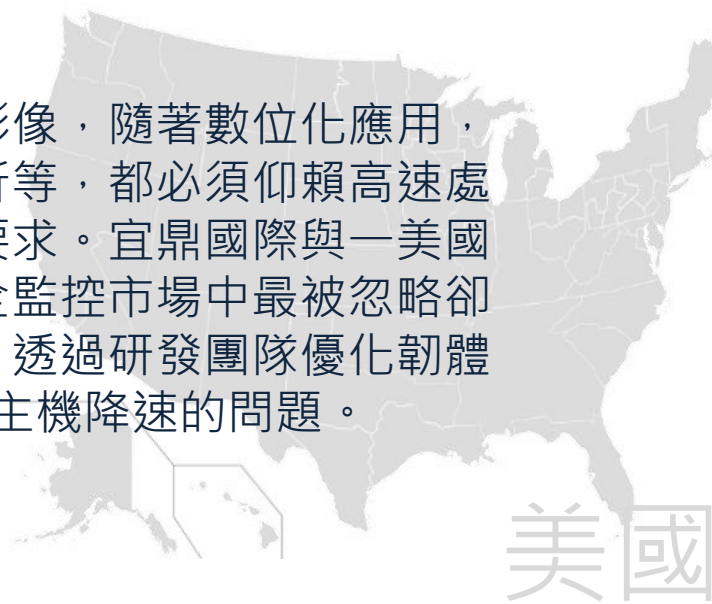 影像，隨著數位化應用，
析等，都必須仰賴高速處
要求。宜鼎國際與一美國
全監控市場中最被忽略卻
透過研發團隊優化韌體
主機降速的問題。
美國